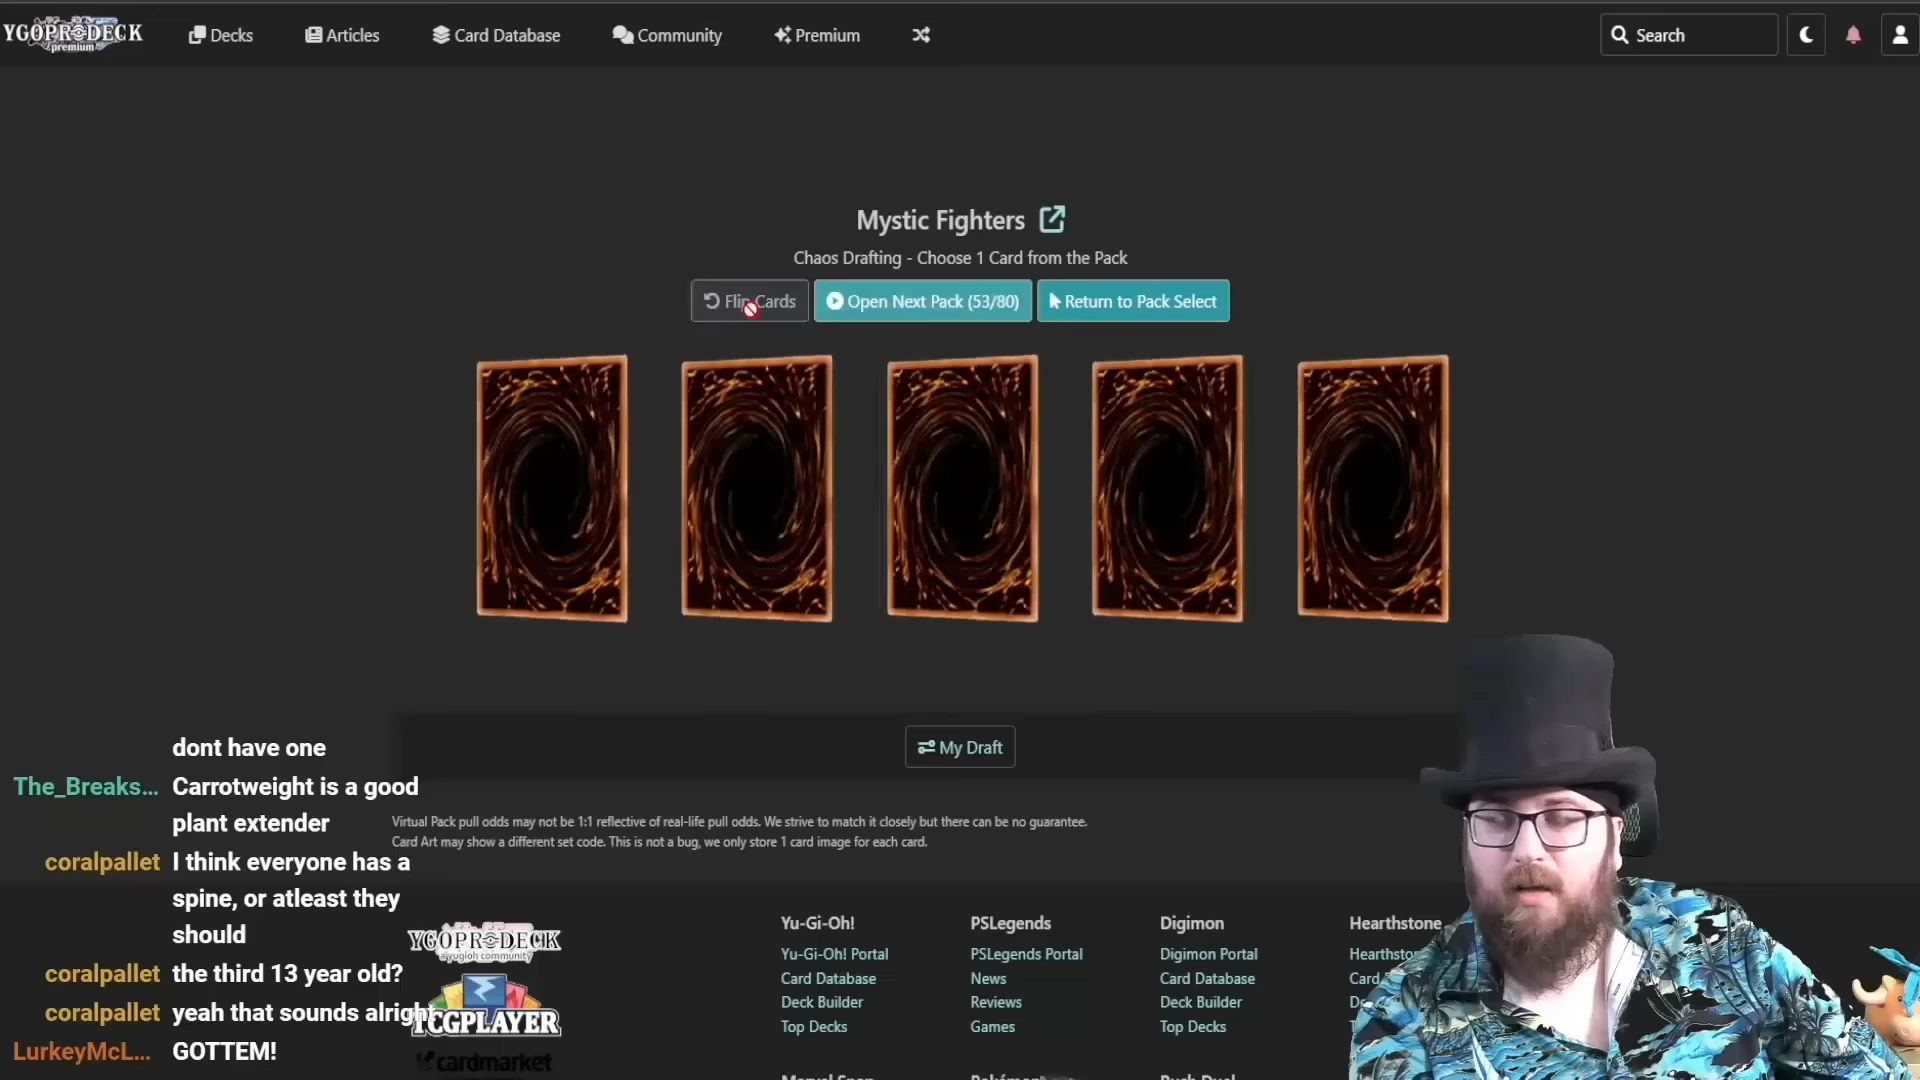 YGOPRODECK
premium
Decks
Articles
Card Database
Community
Premium
Search
Mystic Fighters
Chaos Drafting - Choose 1 Card from the Pack
Flip Cards
Open Next Pack (53/80)
Return to Pack Select
My Draft
Virtual Pack pull odds may not be 1:1 reflective of real-life pull odds. We strive to match it closely but there can be no guarantee.
Card Art may show a different set code. This is not a bug, we only store 1 card image for each card.
dont have one
The_Breaks... Carrotweight is a good
plant extender
coralpallet I think everyone has a
spine, or atleast they
should
coralpallet the third 13 year old?
coralpallet yeah that sounds alright
LurkeyMcL... GOTTEM!
YGOPRODECK
a yugioh community
TCGPLAYER
cardmarket
Yu-Gi-Oh!
Yu-Gi-Oh! Portal
Card Database
Deck Builder
Top Decks
PSLegends
PSLegends Portal
News
Reviews
Games
Digimon
Digimon Portal
Card Database
Deck Builder
Top Decks
Hearthstone
Card